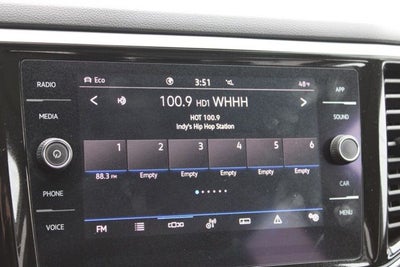 Eco 3:51 48°F
RADIO APP
100.9 HD1 WHHH
MEDIA SOUND
HOT 100.9
Indy's Hip Hop Station
1 2 3 4 5 6
88.3 FM Empty Empty Empty Empty Empty
PHONE CAR
VOICE FM MENU